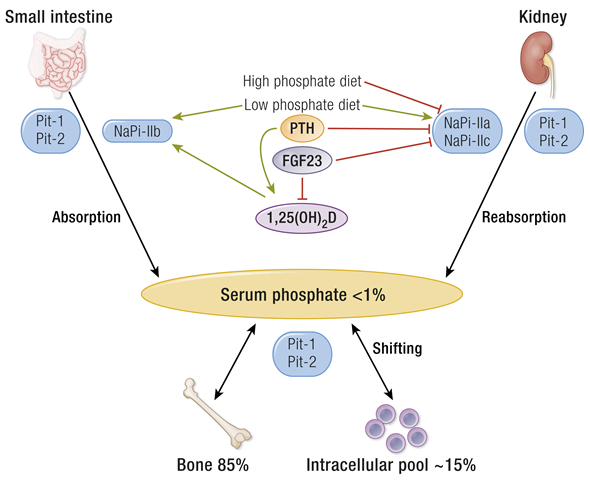 Small intestine
Kidney
High phosphate diet
Low phosphate diet
Pit-1
Pit-2
NaPi-IIb
PTH
NaPi-IIa
NaPi-IIc
Pit-1
Pit-2
FGF23
Absorption
1,25(OH)₂D
Reabsorption
Serum phosphate <1%
Pit-1
Pit-2
Shifting
Bone 85%
Intracellular pool ~15%